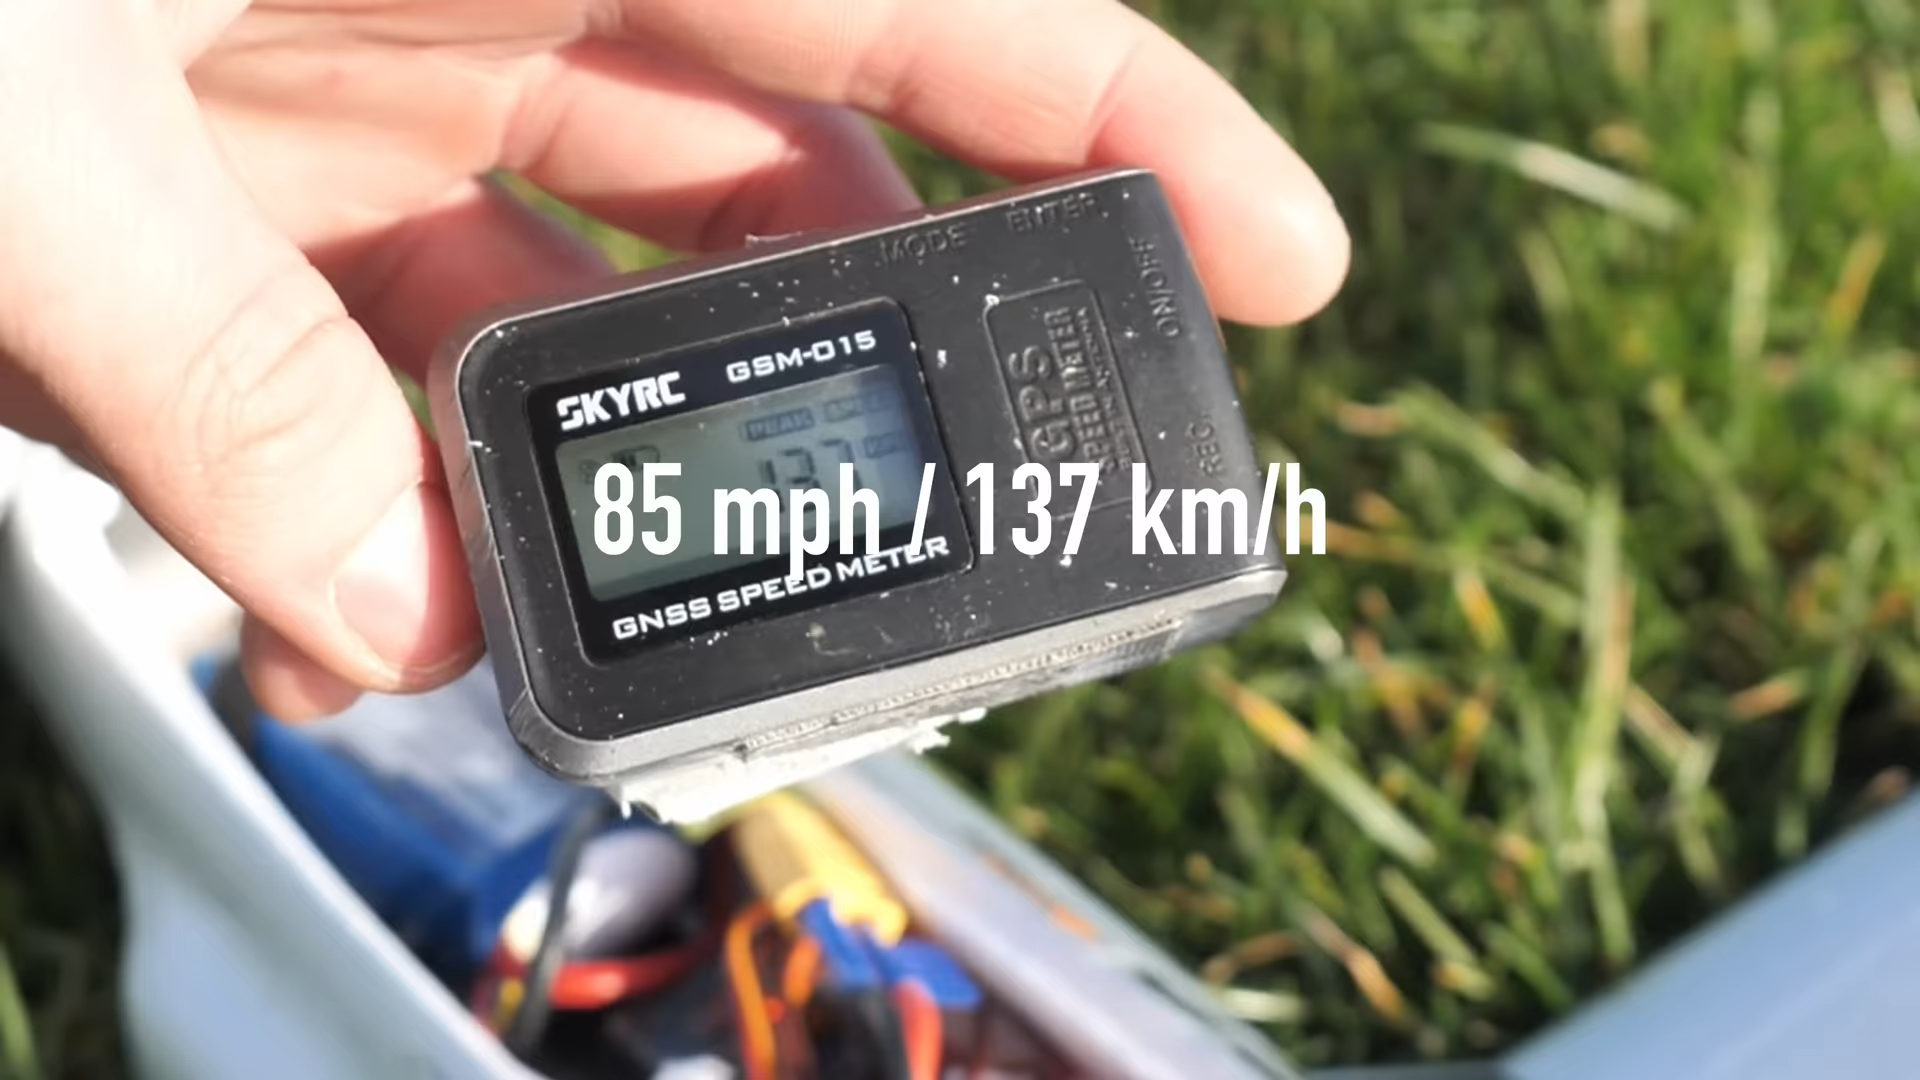 MODE
ENTER
ON/OFF
SKYRC GSM-015
PEAK
137
GPS
SPEED METER
REC
85 mph / 137 km/h
GNSS SPEED METER